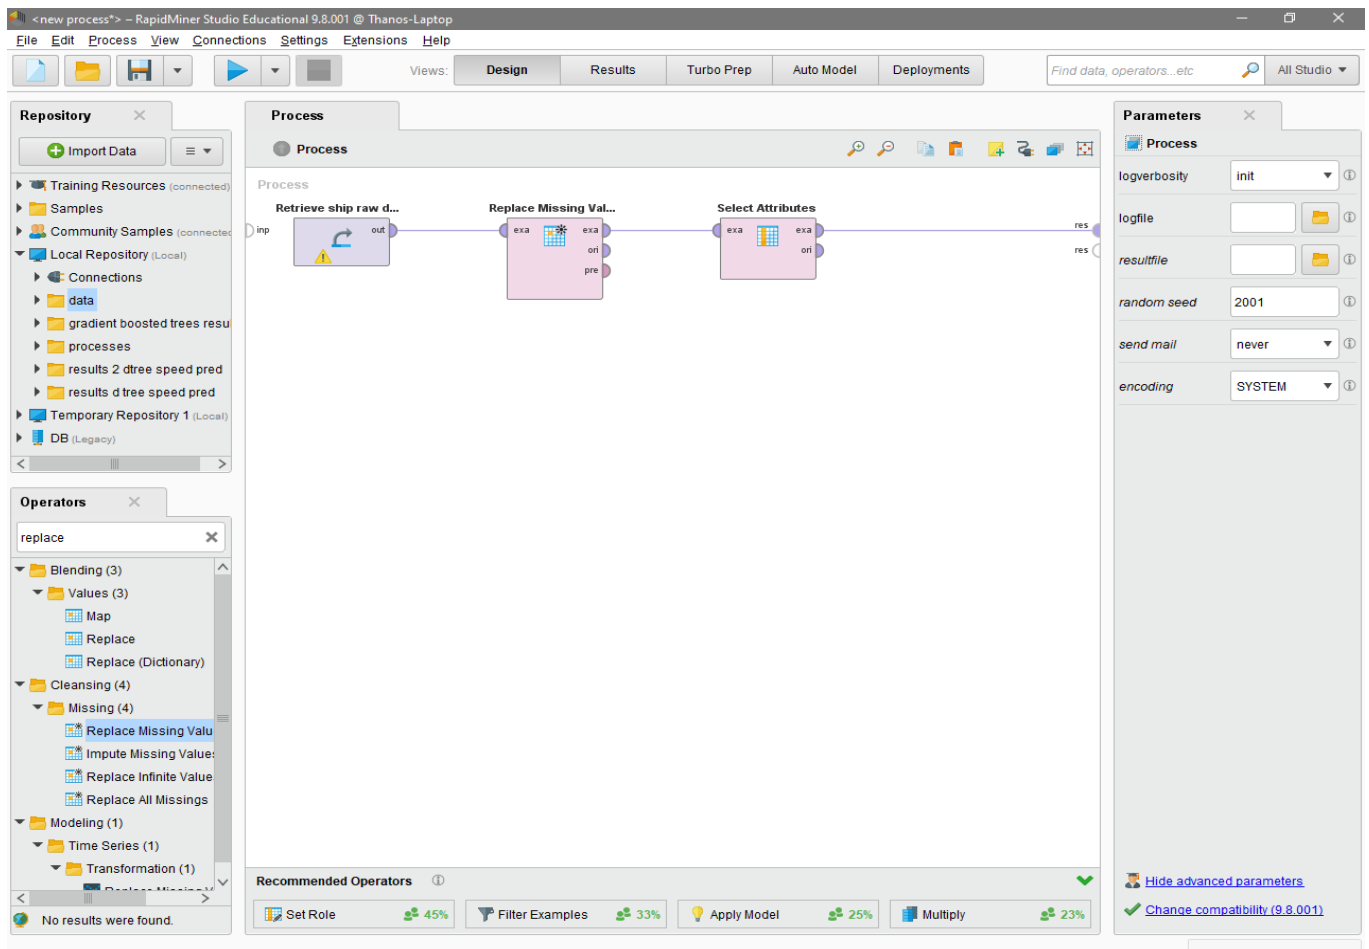 <new process*> – RapidMiner Studio Educational 9.8.001 @ Thanos-Laptop
File Edit Process View Connections Settings Extensions Help
Views: Design Results Turbo Prep Auto Model Deployments Find data, operators...etc All Studio
Repository
Import Data
Training Resources (connected)
Samples
Community Samples (connected
Local Repository (Local)
Connections
data
gradient boosted trees resu
processes
results 2 dtree speed pred
results d tree speed pred
Temporary Repository 1 (Local)
DB (Legacy)
Operators
replace
Blending (3)
Values (3)
Map
Replace
Replace (Dictionary)
Cleansing (4)
Missing (4)
Replace Missing Valu
Impute Missing Values
Replace Infinite Value
Replace All Missings
Modeling (1)
Time Series (1)
Transformation (1)
Replace Missing V
No results were found.
Process
Process
Process
Retrieve ship raw d...
inp
out
Replace Missing Val...
exa exa
ori
pre
Select Attributes
exa exa
ori
res
res
Recommended Operators
Set Role 45%
Filter Examples 33%
Apply Model 25%
Multiply 23%
Parameters
Process
logverbosity init
logfile
resultfile
random seed 2001
send mail never
encoding SYSTEM
Hide advanced parameters
Change compatibility (9.8.001)